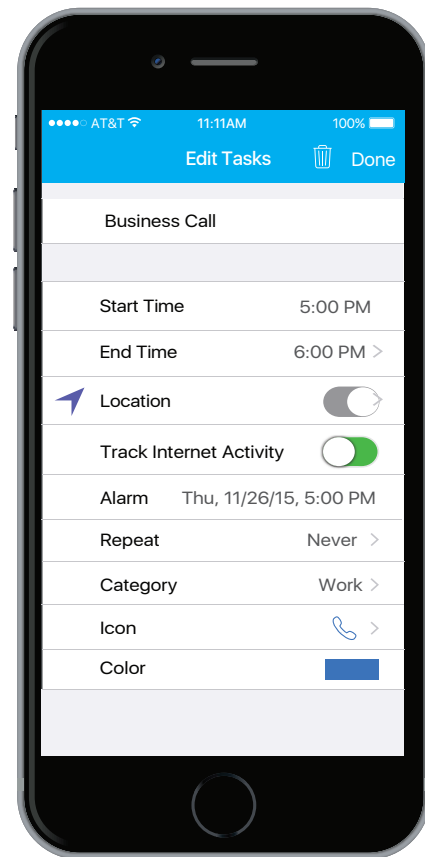 AT&T 11:11AM 100%
Edit Tasks Done
Business Call
Start Time 5:00 PM
End Time 6:00 PM >
Location
Track Internet Activity
Alarm Thu, 11/26/15, 5:00 PM
Repeat Never >
Category Work >
Icon >
Color